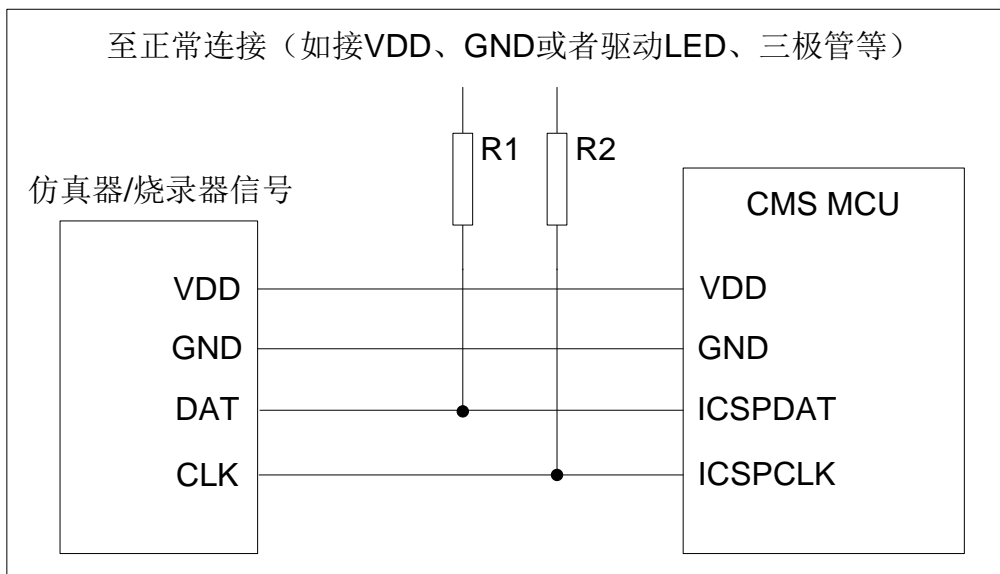 至正常连接（如接VDD、GND或者驱动LED、三极管等）
R1
R2
仿真器/烧录器信号
CMS MCU
VDD
VDD
GND
GND
DAT
ICSPDAT
CLK
ICSPCLK